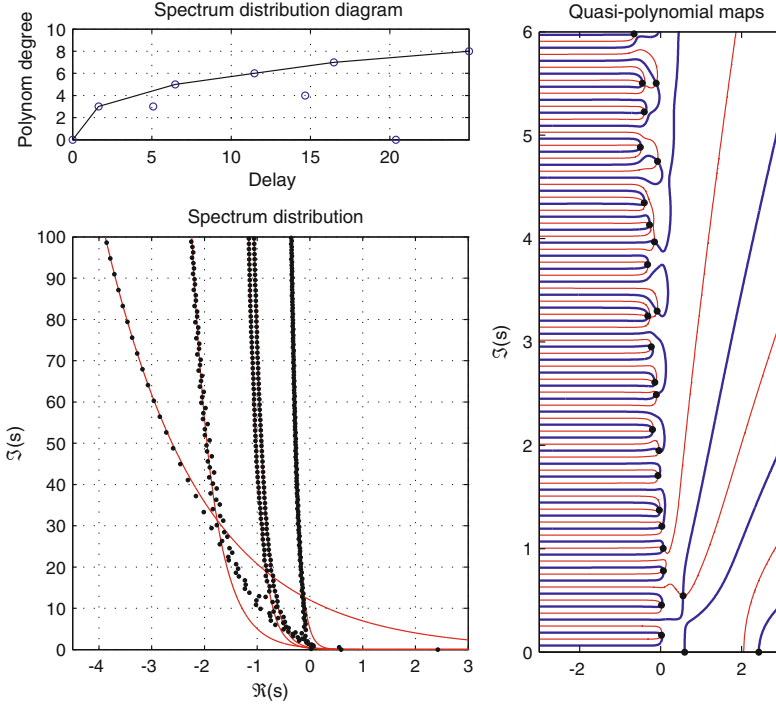 Spectrum distribution diagram
Polynom degree
10
8
6
4
2
0
0 5 10 15 20
Delay
Spectrum distribution
ℑ(s)
100
90
80
70
60
50
40
30
20
10
0
-4 -3 -2 -1 0 1 2 3
ℜ(s)
Quasi-polynomial maps
ℑ(s)
6
5
4
3
2
1
0
-2 0 2